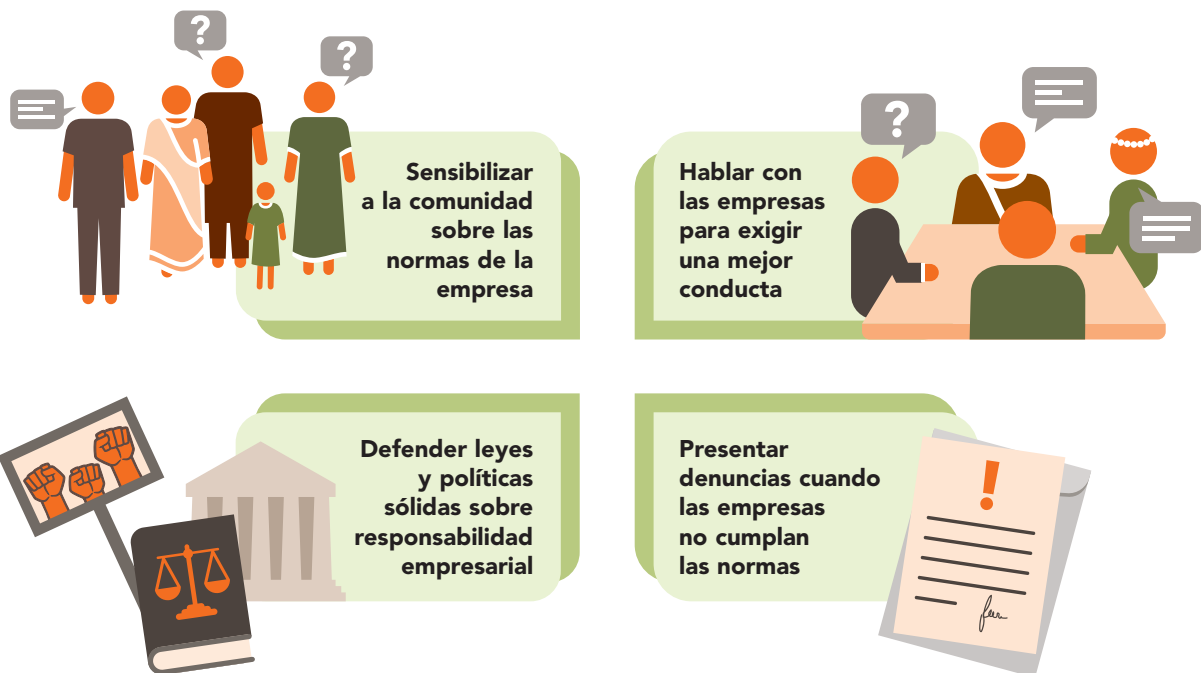 ?
?
Sensibilizar
a la comunidad
sobre las
normas de la
empresa
?
Hablar con
las empresas
para exigir
una mejor
conducta
Defender leyes
y políticas
sólidas sobre
responsabilidad
empresarial
Presentar
denuncias cuando
las empresas
no cumplan
las normas
!